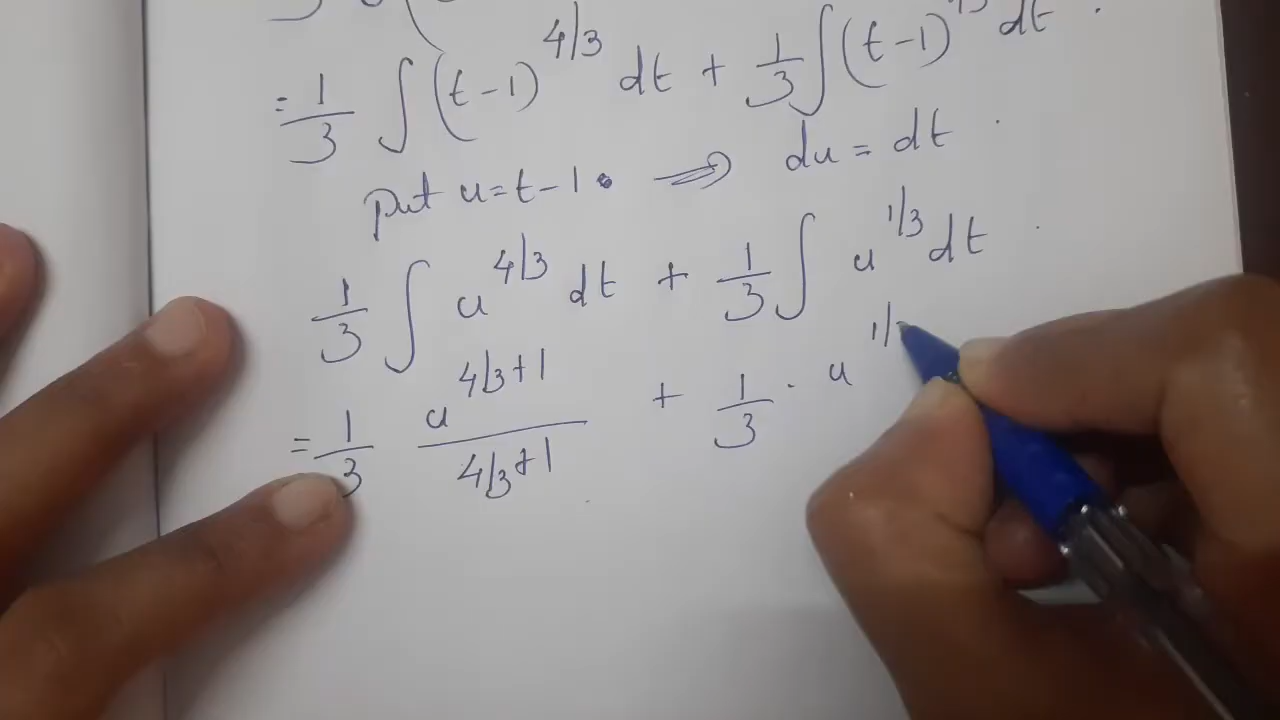 = 1/3 ∫ (t-1)^4/3 dt + 1/3 ∫ (t-1)^1/3 dt
Put u = t-1. ⇒ du = dt
1/3 ∫ u^4/3 dt + 1/3 ∫ u^1/3 dt
= 1/3 u^4/3+1 / 4/3+1 + 1/3 . u^1/